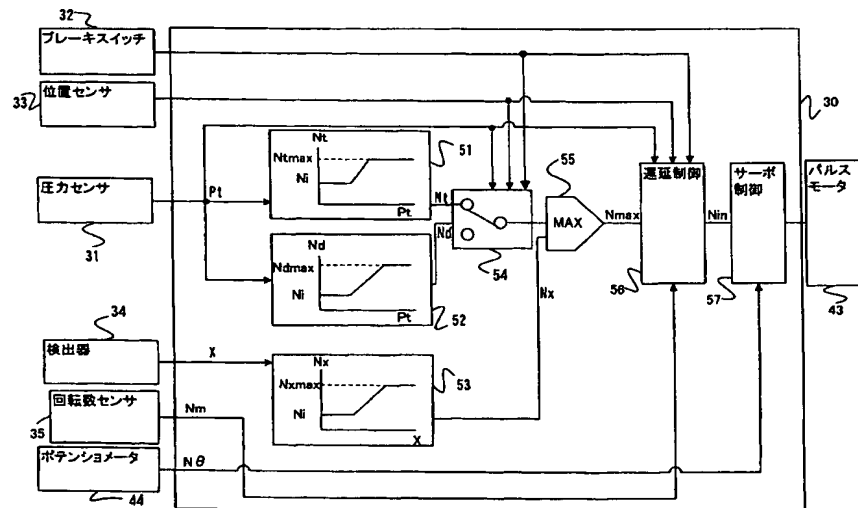 32
ブレーキスイッチ
33
位置センサ
30
Nt
Ntmax
Ni
Pt
51
圧力センサ
Pt
31
Nt
Nd
54
55
MAX
Nmax
遅延制御
56
Nin
サーボ
制御
57
パルス
モータ
43
Nd
Ndmax
Ni
Pt
52
Nx
34
検出器
X
Nx
Nxmax
Ni
X
53
回転数センサ
35
Nm
ポテンショメータ
44
Nθ